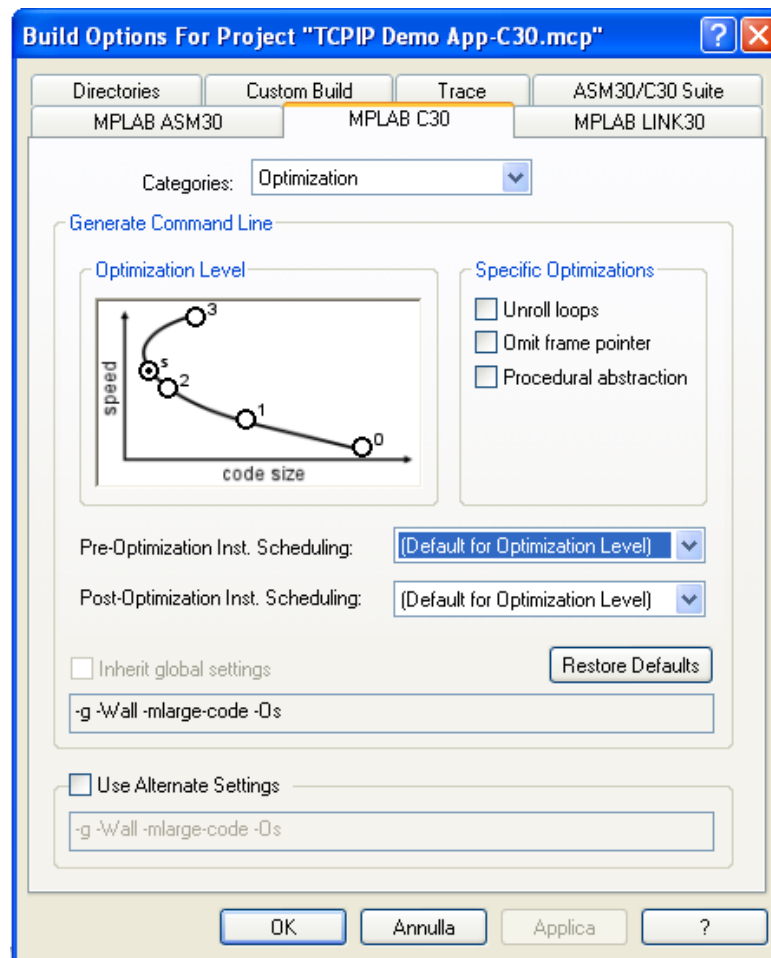 Build Options For Project "TCPIP Demo App-C30.mcp"
Directories Custom Build Trace ASM30/C30 Suite
MPLAB ASM30 MPLAB C30 MPLAB LINK30
Categories: Optimization
Generate Command Line
Optimization Level
Specific Optimizations
3
s
2
1
0
speed
code size
Unroll loops
Omit frame pointer
Procedural abstraction
Pre-Optimization Inst. Scheduling: (Default for Optimization Level)
Post-Optimization Inst. Scheduling: (Default for Optimization Level)
Inherit global settings Restore Defaults
-g -Wall -mlarge-code -Os
Use Alternate Settings
-g -Wall -mlarge-code -Os
OK Annulla Applica ?